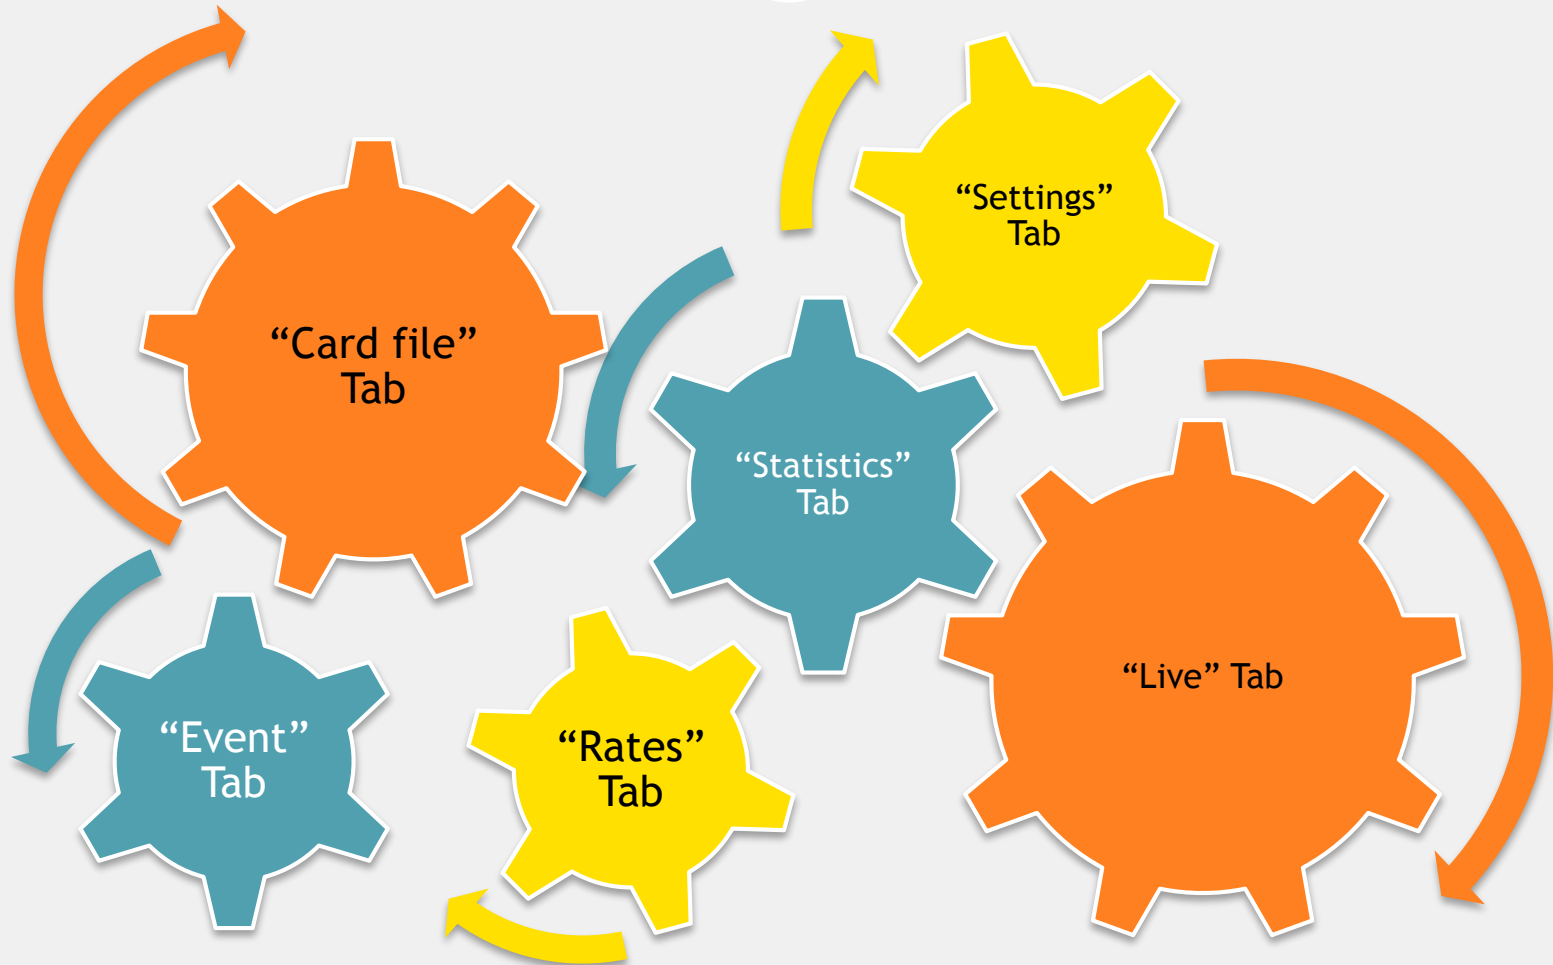 “Settings”
Tab
“Card file”
Tab
“Statistics”
Tab
“Live” Tab
“Event”
Tab
“Rates”
Tab